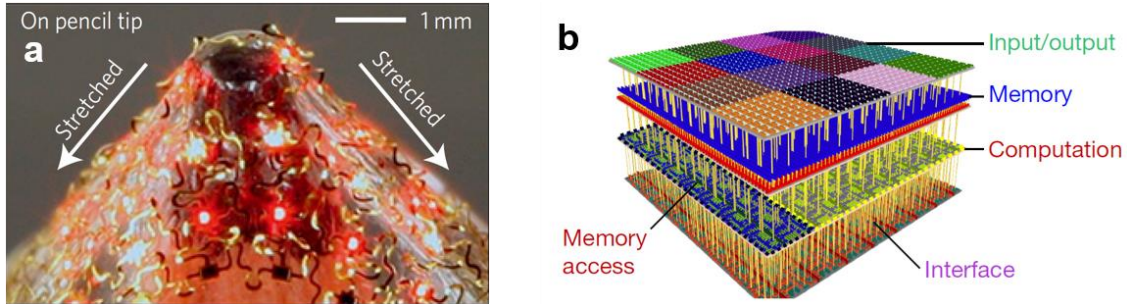 On pencil tip
1 mm
a
Stretched
Stretched
b
Input/output
Memory
Computation
Memory
access
Interface